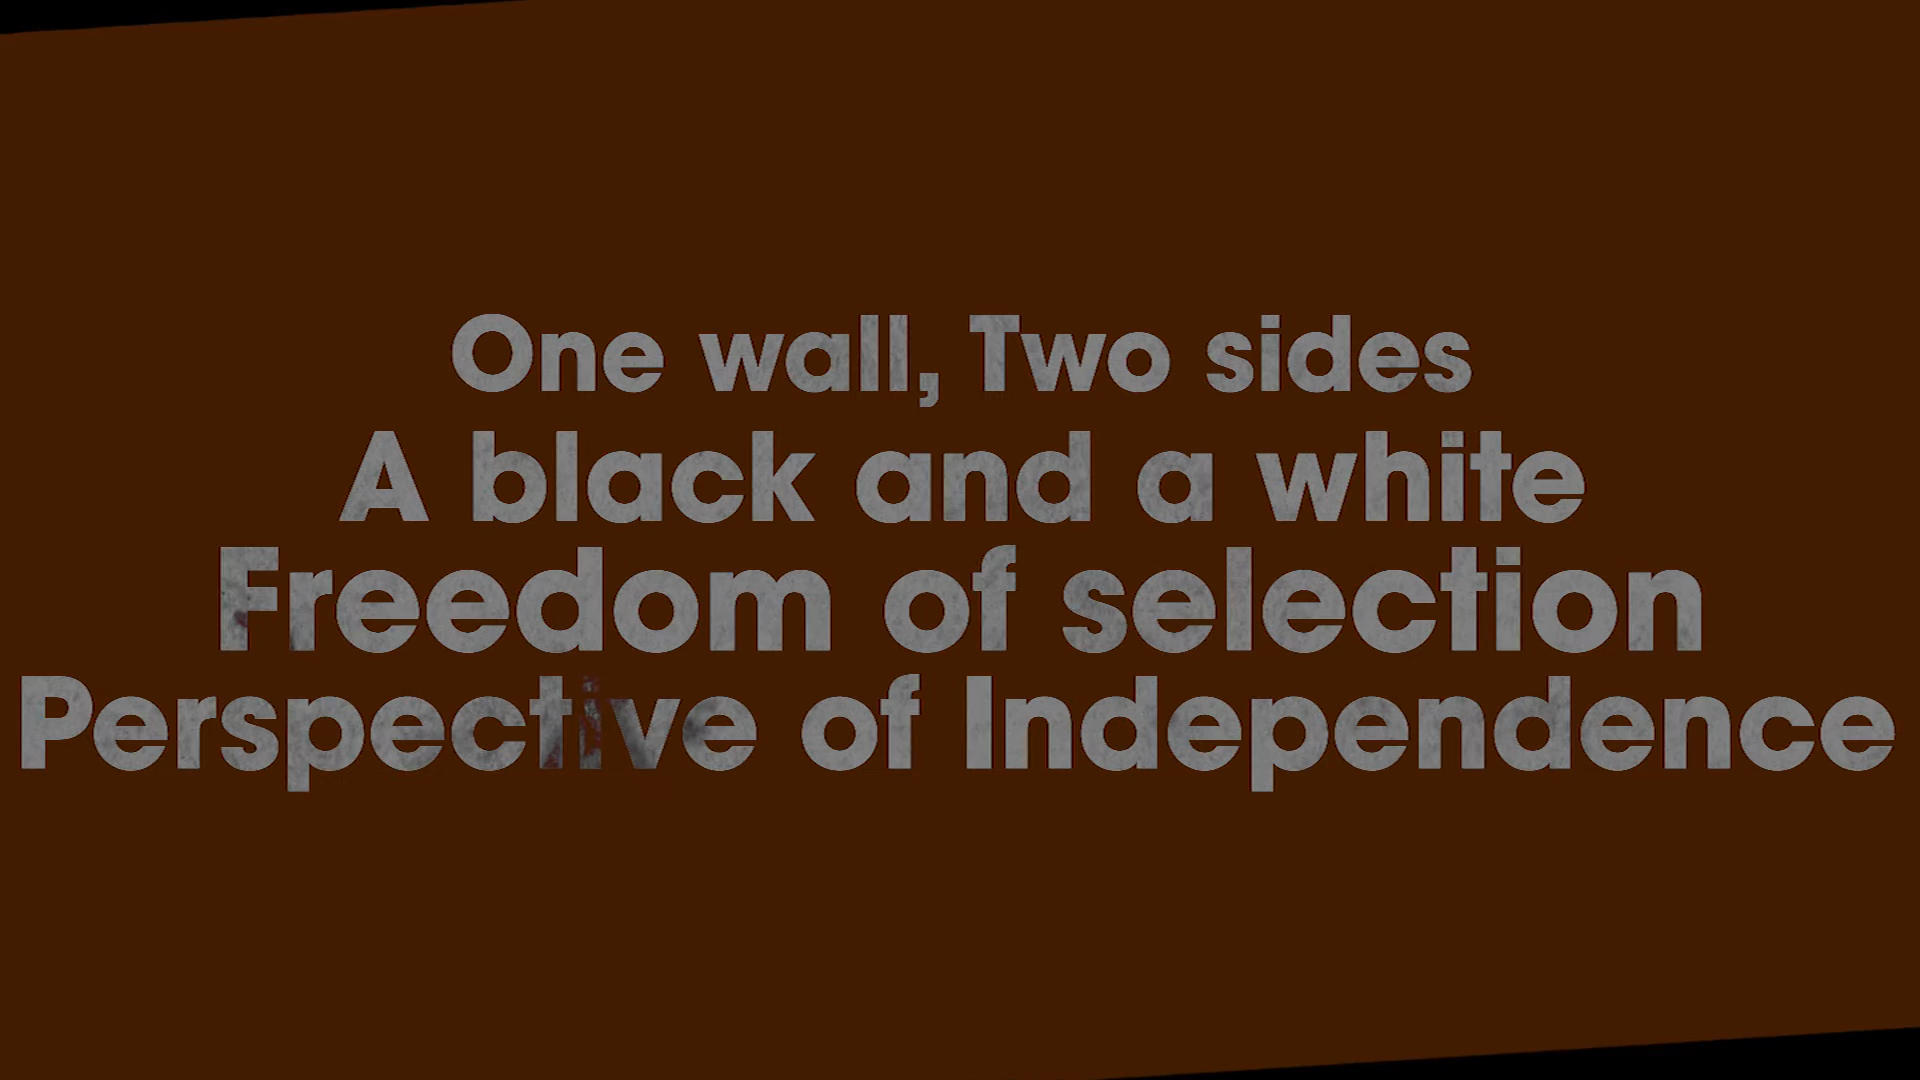 One wall, Two sides
A black and a white
Freedom of selection
Perspective of Independence